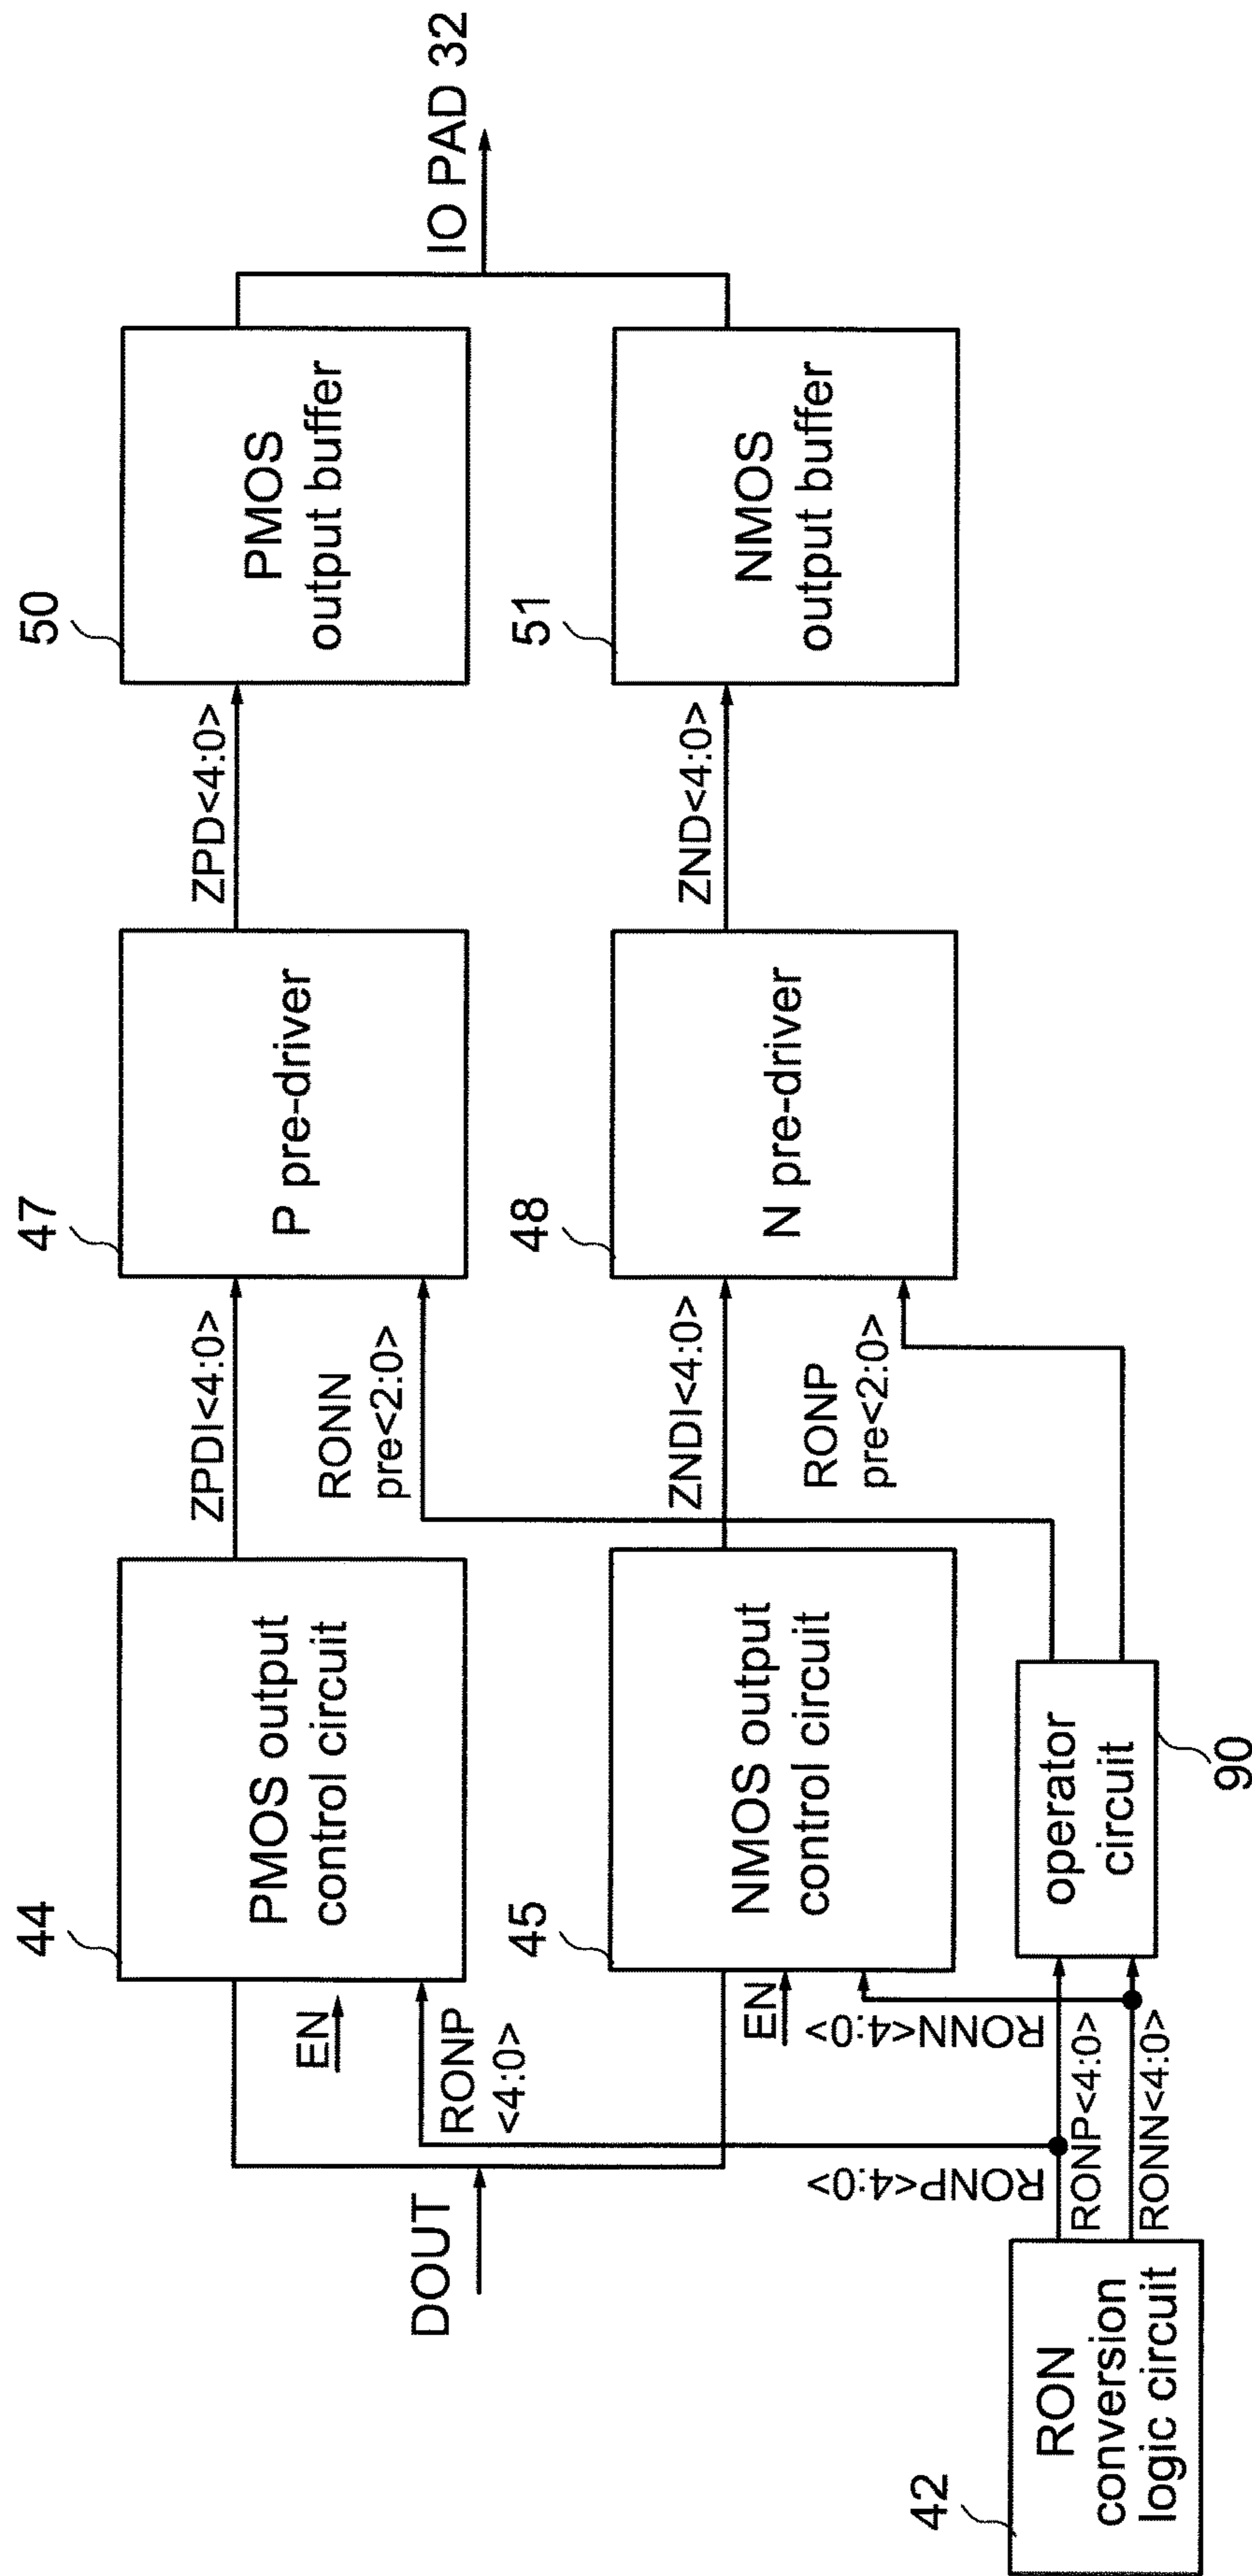 44
PMOS output
control circuit
EN
RONP
<4:0>
ZPDI<4:0>
RONN
pre<2:0>
47
P pre-driver
ZPD<4:0>
50
PMOS
output buffer
IO PAD 32
DOUT
45
NMOS output
control circuit
EN
RONN<4:0>
RONP<4:0>
ZNDI<4:0>
RONP
pre<2:0>
48
N pre-driver
ZND<4:0>
51
NMOS
output buffer
42
RON
conversion
logic circuit
RONP<4:0>
RONN<4:0>
operator
circuit
90